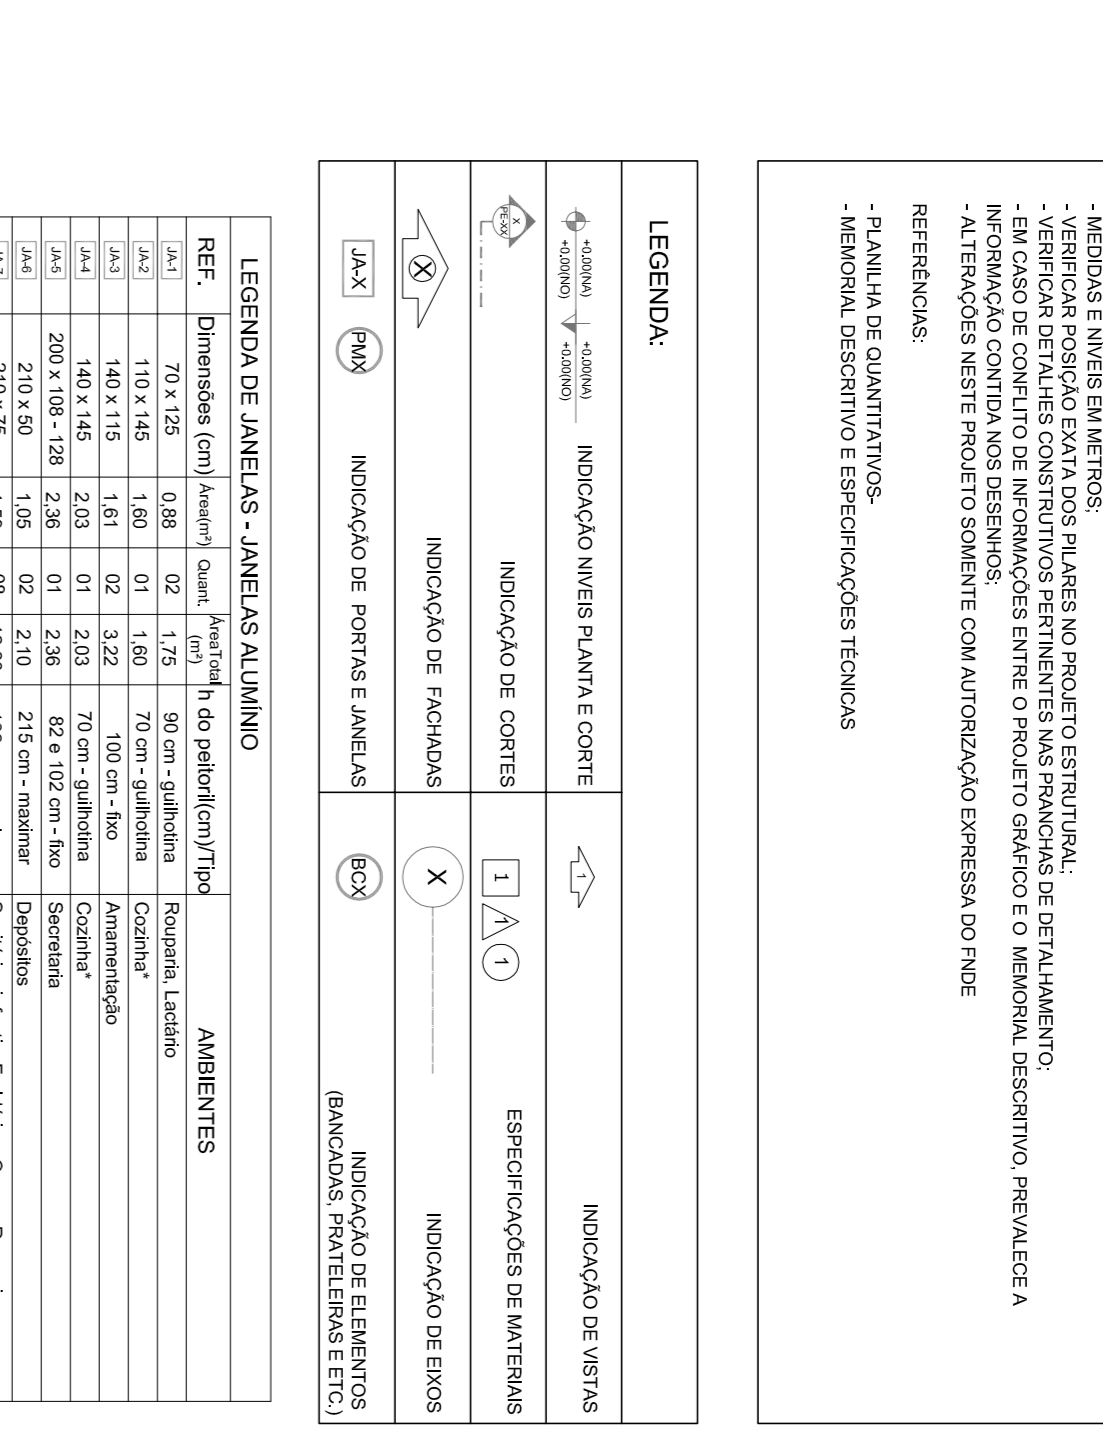 - MEDIDAS E NÍVEIS EM METROS;
- VERIFICAR POSIÇÃO EXATA DOS PILARES NO PROJETO ESTRUTURAL;
- VERIFICAR DETALHES CONSTRUTIVOS PERTINENTES NAS PRANCHAS DE DETALHAMENTO;
- EM CASO DE CONFLITO DE INFORMAÇÕES ENTRE O PROJETO GRÁFICO E O MEMORIAL DESCRITIVO, PREVALECE A
INFORMAÇÃO CONTIDA NOS DESENHOS;
- ALTERAÇÕES NESTE PROJETO SOMENTE COM AUTORIZAÇÃO EXPRESSA DO FNDE
REFERÊNCIAS:
- PLANILHA DE QUANTITATIVOS-
- MEMORIAL DESCRITIVO E ESPECIFICAÇÕES TÉCNICAS
LEGENDA:
+0.00(NA) +0.00(NA)
+0.00(NO) +0.00(NO)
INDICAÇÃO NIVEIS PLANTA E CORTE
1 INDICAÇÃO DE VISTAS
X
PE-XX
INDICAÇÃO DE CORTES
1 1 1 ESPECIFICAÇÕES DE MATERIAIS
X INDICAÇÃO DE FACHADAS
X INDICAÇÃO DE EIXOS
JA-X PMX INDICAÇÃO DE PORTAS E JANELAS
BCX INDICAÇÃO DE ELEMENTOS
(BANCADAS, PRATELEIRAS E ETC.)
LEGENDA DE JANELAS - JANELAS ALUMÍNIO
REF. Dimensões (cm) Área(m²) Quant. ÁreaTotal (m²) h do peitoril(cm)/Tipo AMBIENTES
JA-1 70 x 125 0,88 02 1,75 90 cm - guilhotina Rouparia, Lactário
JA-2 110 x 145 1,60 01 1,60 70 cm - guilhotina Cozinha*
JA-3 140 x 115 1,61 02 3,22 100 cm - fixo Amamentação
JA-4 140 x 145 2,03 01 2,03 70 cm - guilhotina Cozinha*
JA-5 200 x 108 - 128 2,36 01 2,36 82 e 102 cm - fixo Secretaria
JA-6 210 x 50 1,05 02 2,10 215 cm - maximar Depósitos
JA-7 210 x 75